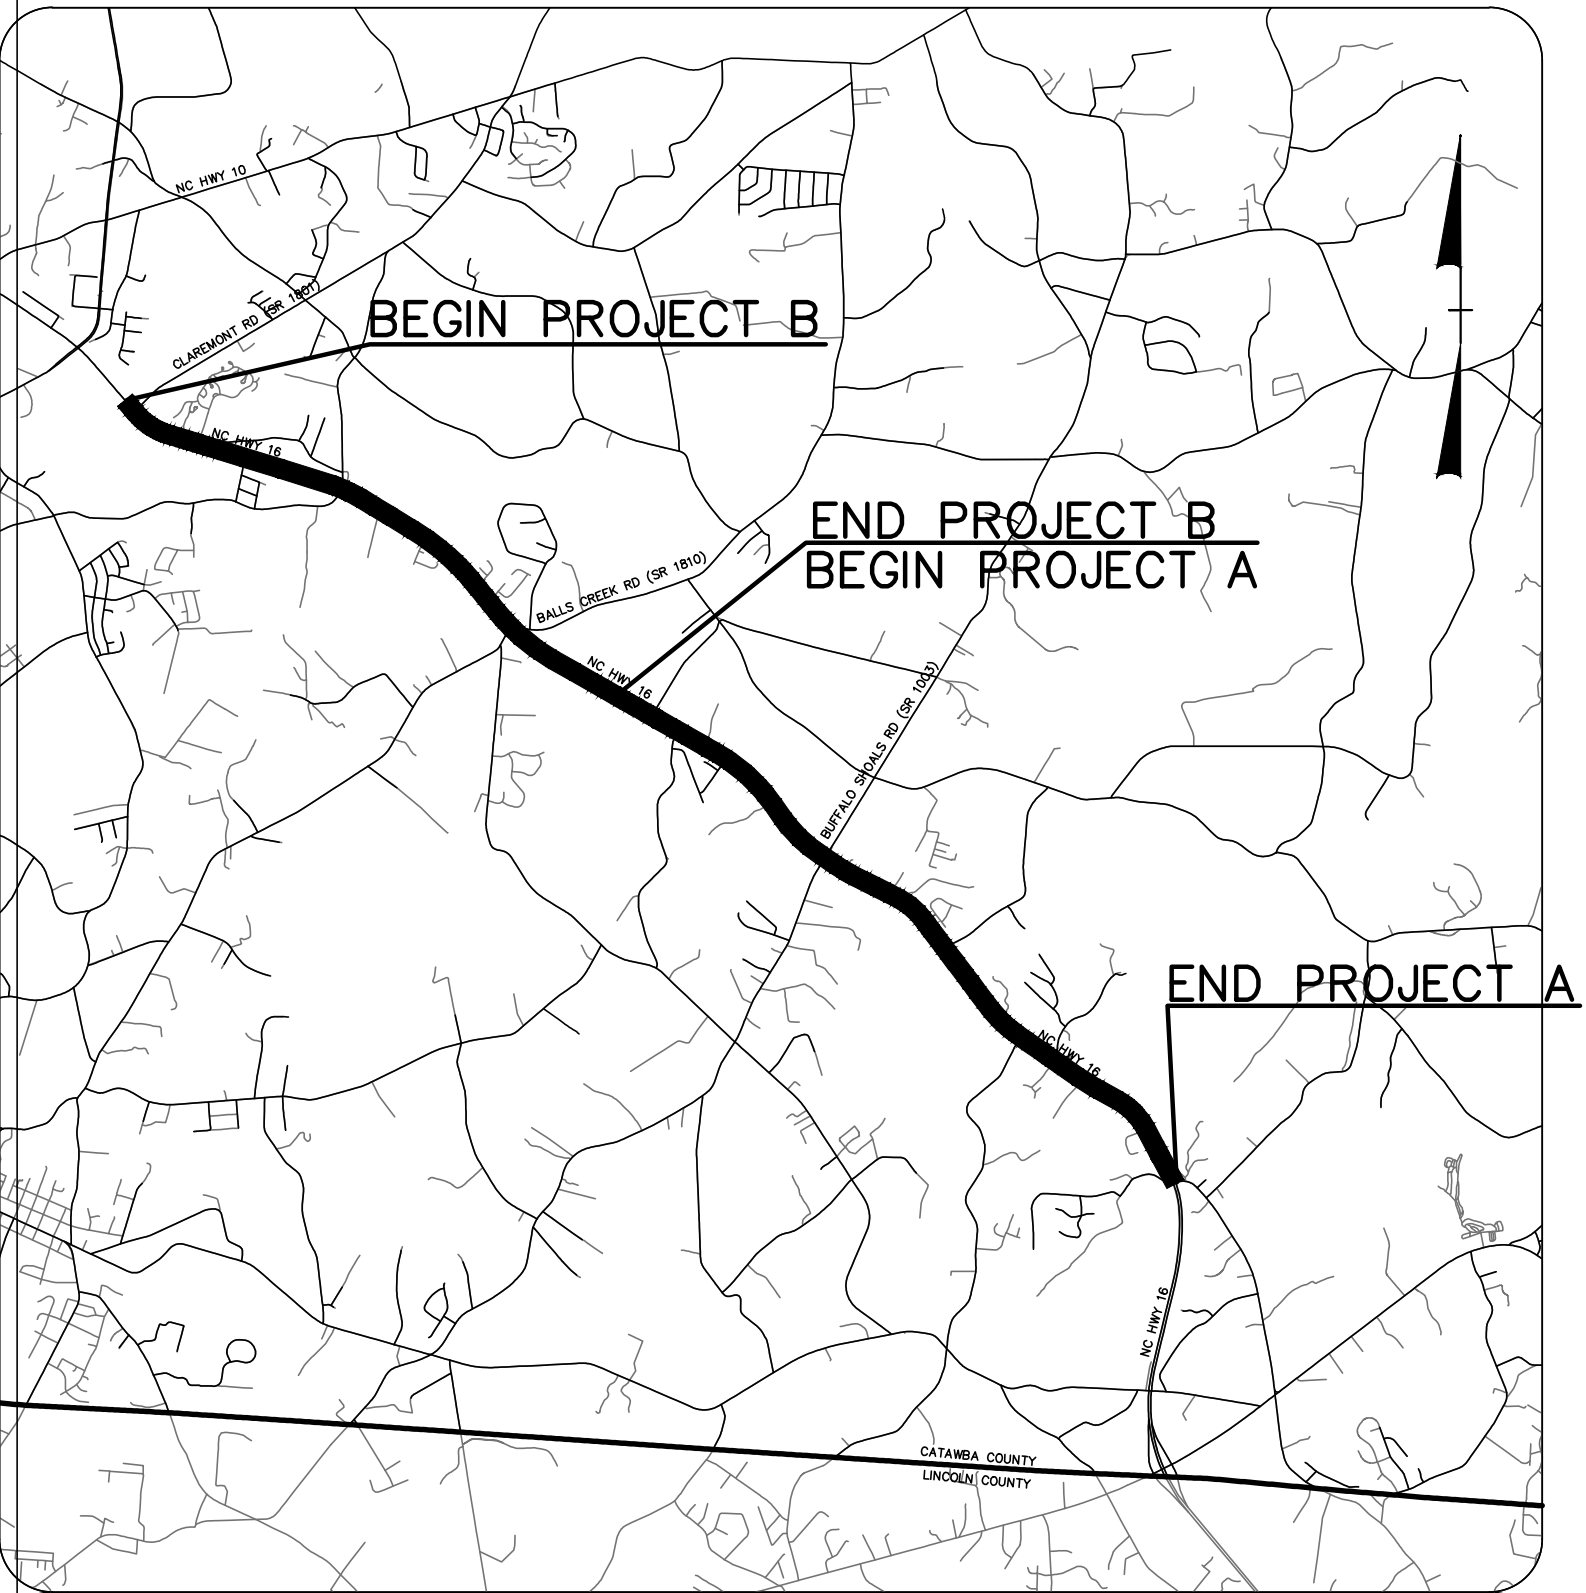 NC HWY 10
CLAREMONT RD (SR 1801)
BEGIN PROJECT B
NC HWY 16
END PROJECT B
BEGIN PROJECT A
BALLS CREEK RD (SR 1810)
NC HWY 16
BUFFALO SHOALS RD (SR 1003)
END PROJECT A
NC HWY 16
NC HWY 16
CATAWBA COUNTY
LINCOLN COUNTY